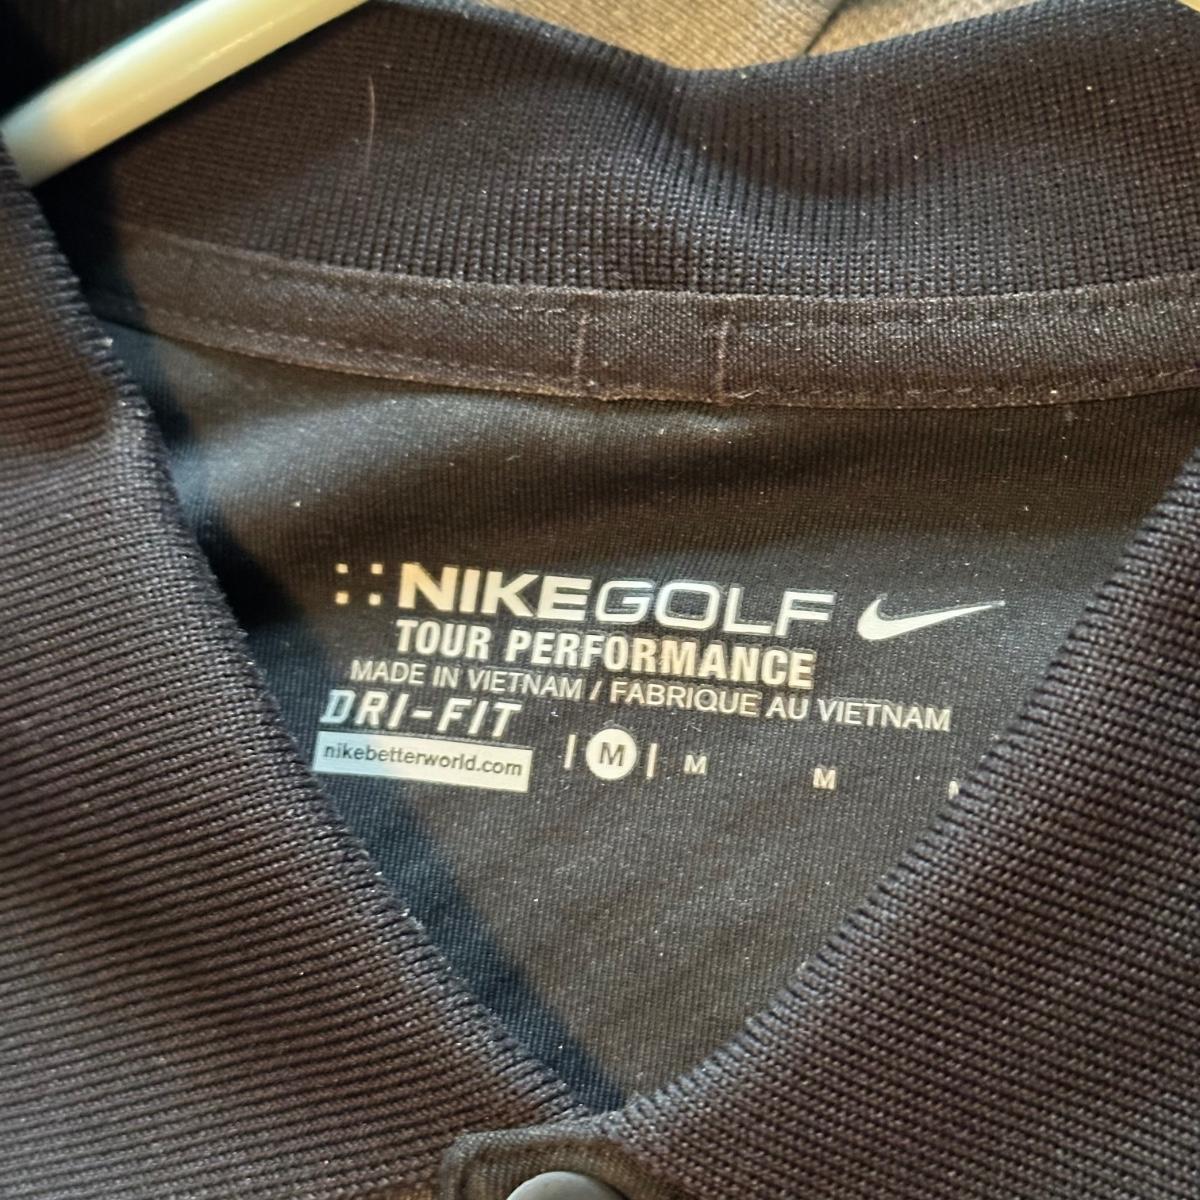 NIKEGOLF
TOUR PERFORMANCE
MADE IN VIETNAM / FABRIQUE AU VIETNAM
DRI-FIT
nikebetterworld.com | M | M M